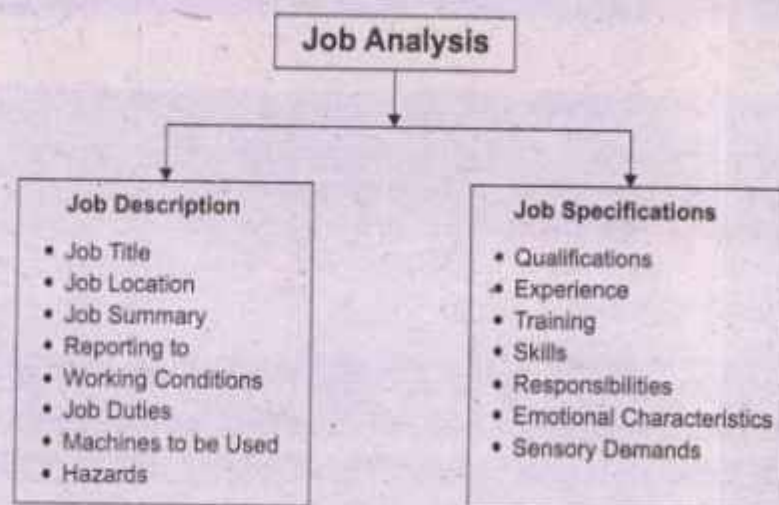 Job Analysis
Job Description
• Job Title
• Job Location
• Job Summary
• Reporting to
• Working Conditions
• Job Duties
• Machines to be Used
• Hazards
Job Specifications
• Qualifications
• Experience
• Training
• Skills
• Responsibilities
• Emotional Characteristics
• Sensory Demands